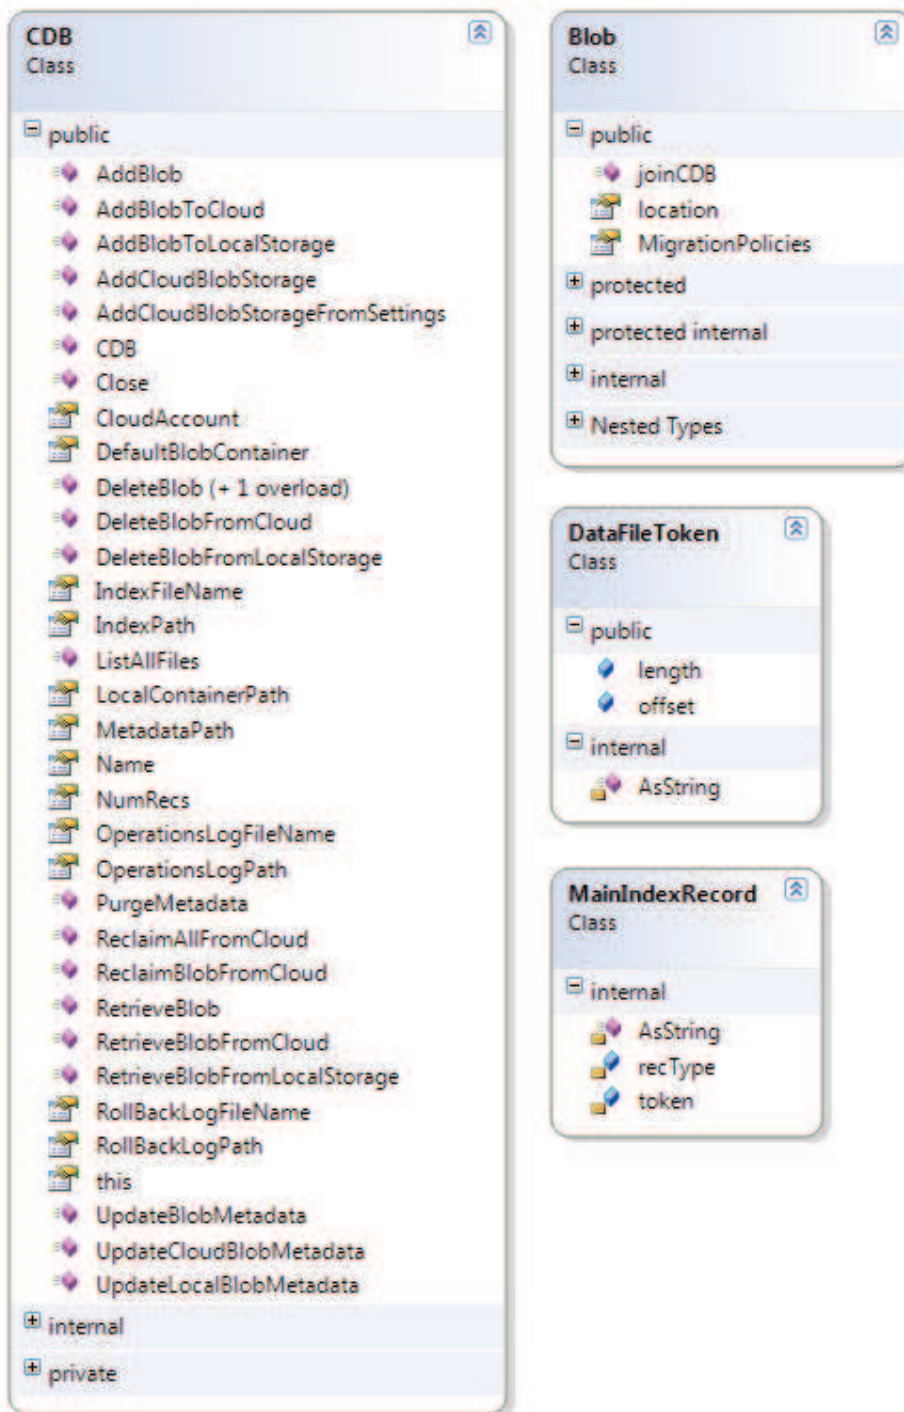 CDB
Class
public
AddBlob
AddBlobToCloud
AddBlobToLocalStorage
AddCloudBlobStorage
AddCloudBlobStorageFromSettings
CDB
Close
CloudAccount
DefaultBlobContainer
DeleteBlob (+ 1 overload)
DeleteBlobFromCloud
DeleteBlobFromLocalStorage
IndexFileName
IndexPath
ListAllFiles
LocalContainerPath
MetadataPath
Name
NumRecs
OperationsLogFileName
OperationsLogPath
PurgeMetadata
ReclaimAllFromCloud
ReclaimBlobFromCloud
RetrieveBlob
RetrieveBlobFromCloud
RetrieveBlobFromLocalStorage
RollBackLogFileName
RollBackLogPath
this
UpdateBlobMetadata
UpdateCloudBlobMetadata
UpdateLocalBlobMetadata
internal
private
Blob
Class
public
joinCDB
location
MigrationPolicies
protected
protected internal
internal
Nested Types
DataFileToken
Class
public
length
offset
internal
AsString
MainIndexRecord
Class
internal
AsString
recType
token